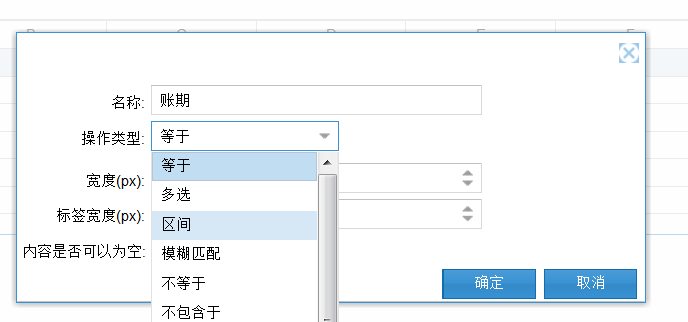 名称:
账期
操作类型:
等于
等于
多选
区间
模糊匹配
不等于
不包含于
宽度(px):
标签宽度(px):
内容是否可以为空:
确定
取消